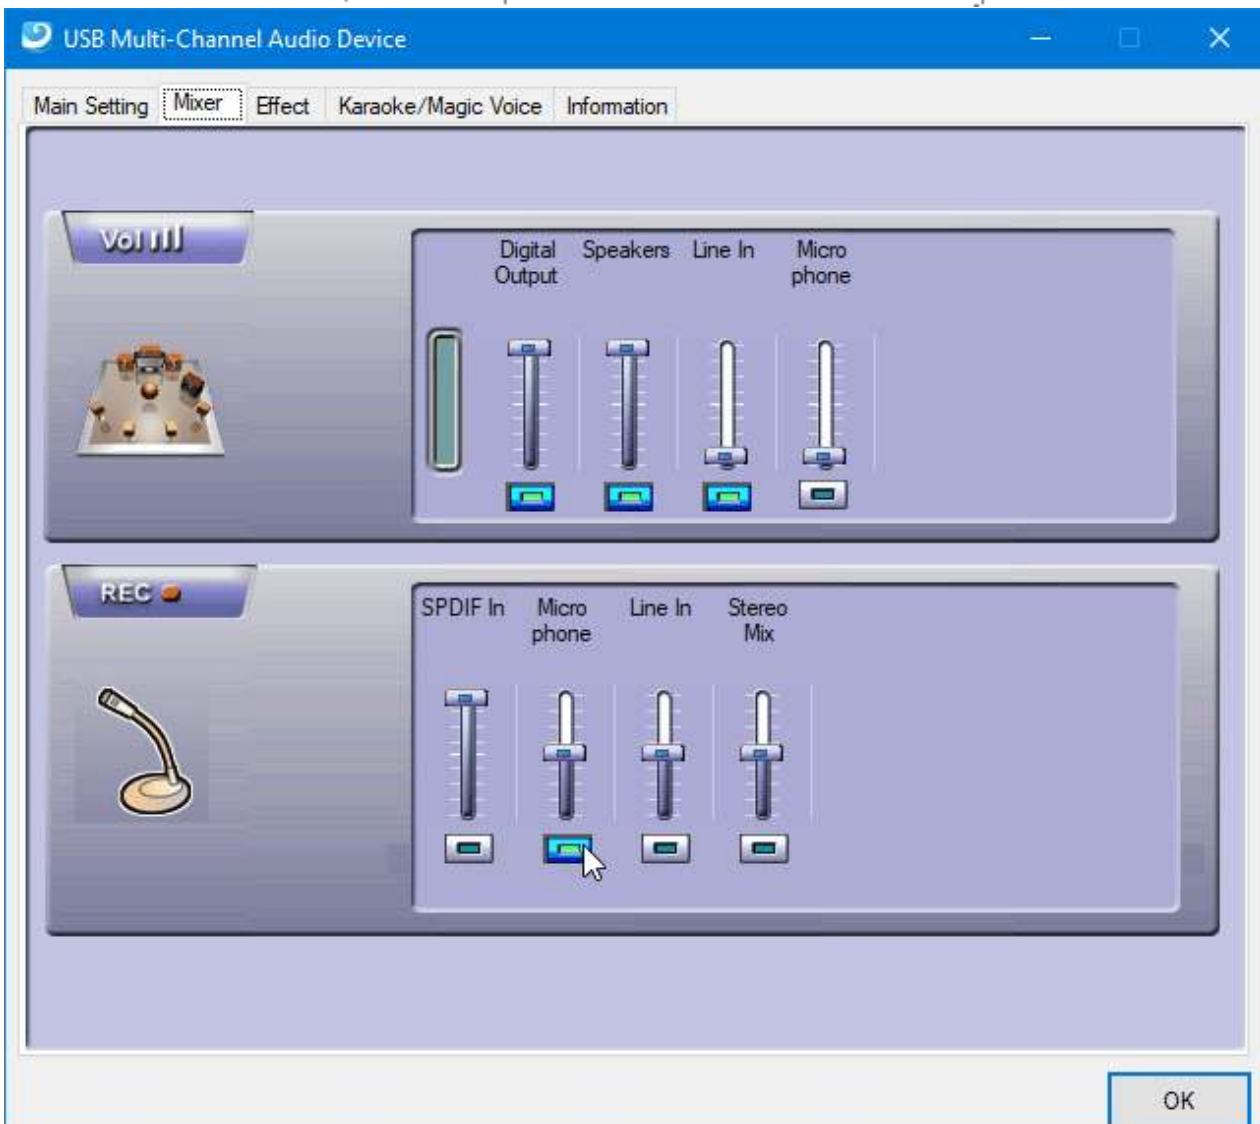 USB Multi-Channel Audio Device
Main Setting Mixer Effect Karaoke/Magic Voice Information
Vol
Digital Output
Speakers
Line In
Micro
phone
REC
SPDIF In
Micro
phone
Line In
Stereo
Mix
OK